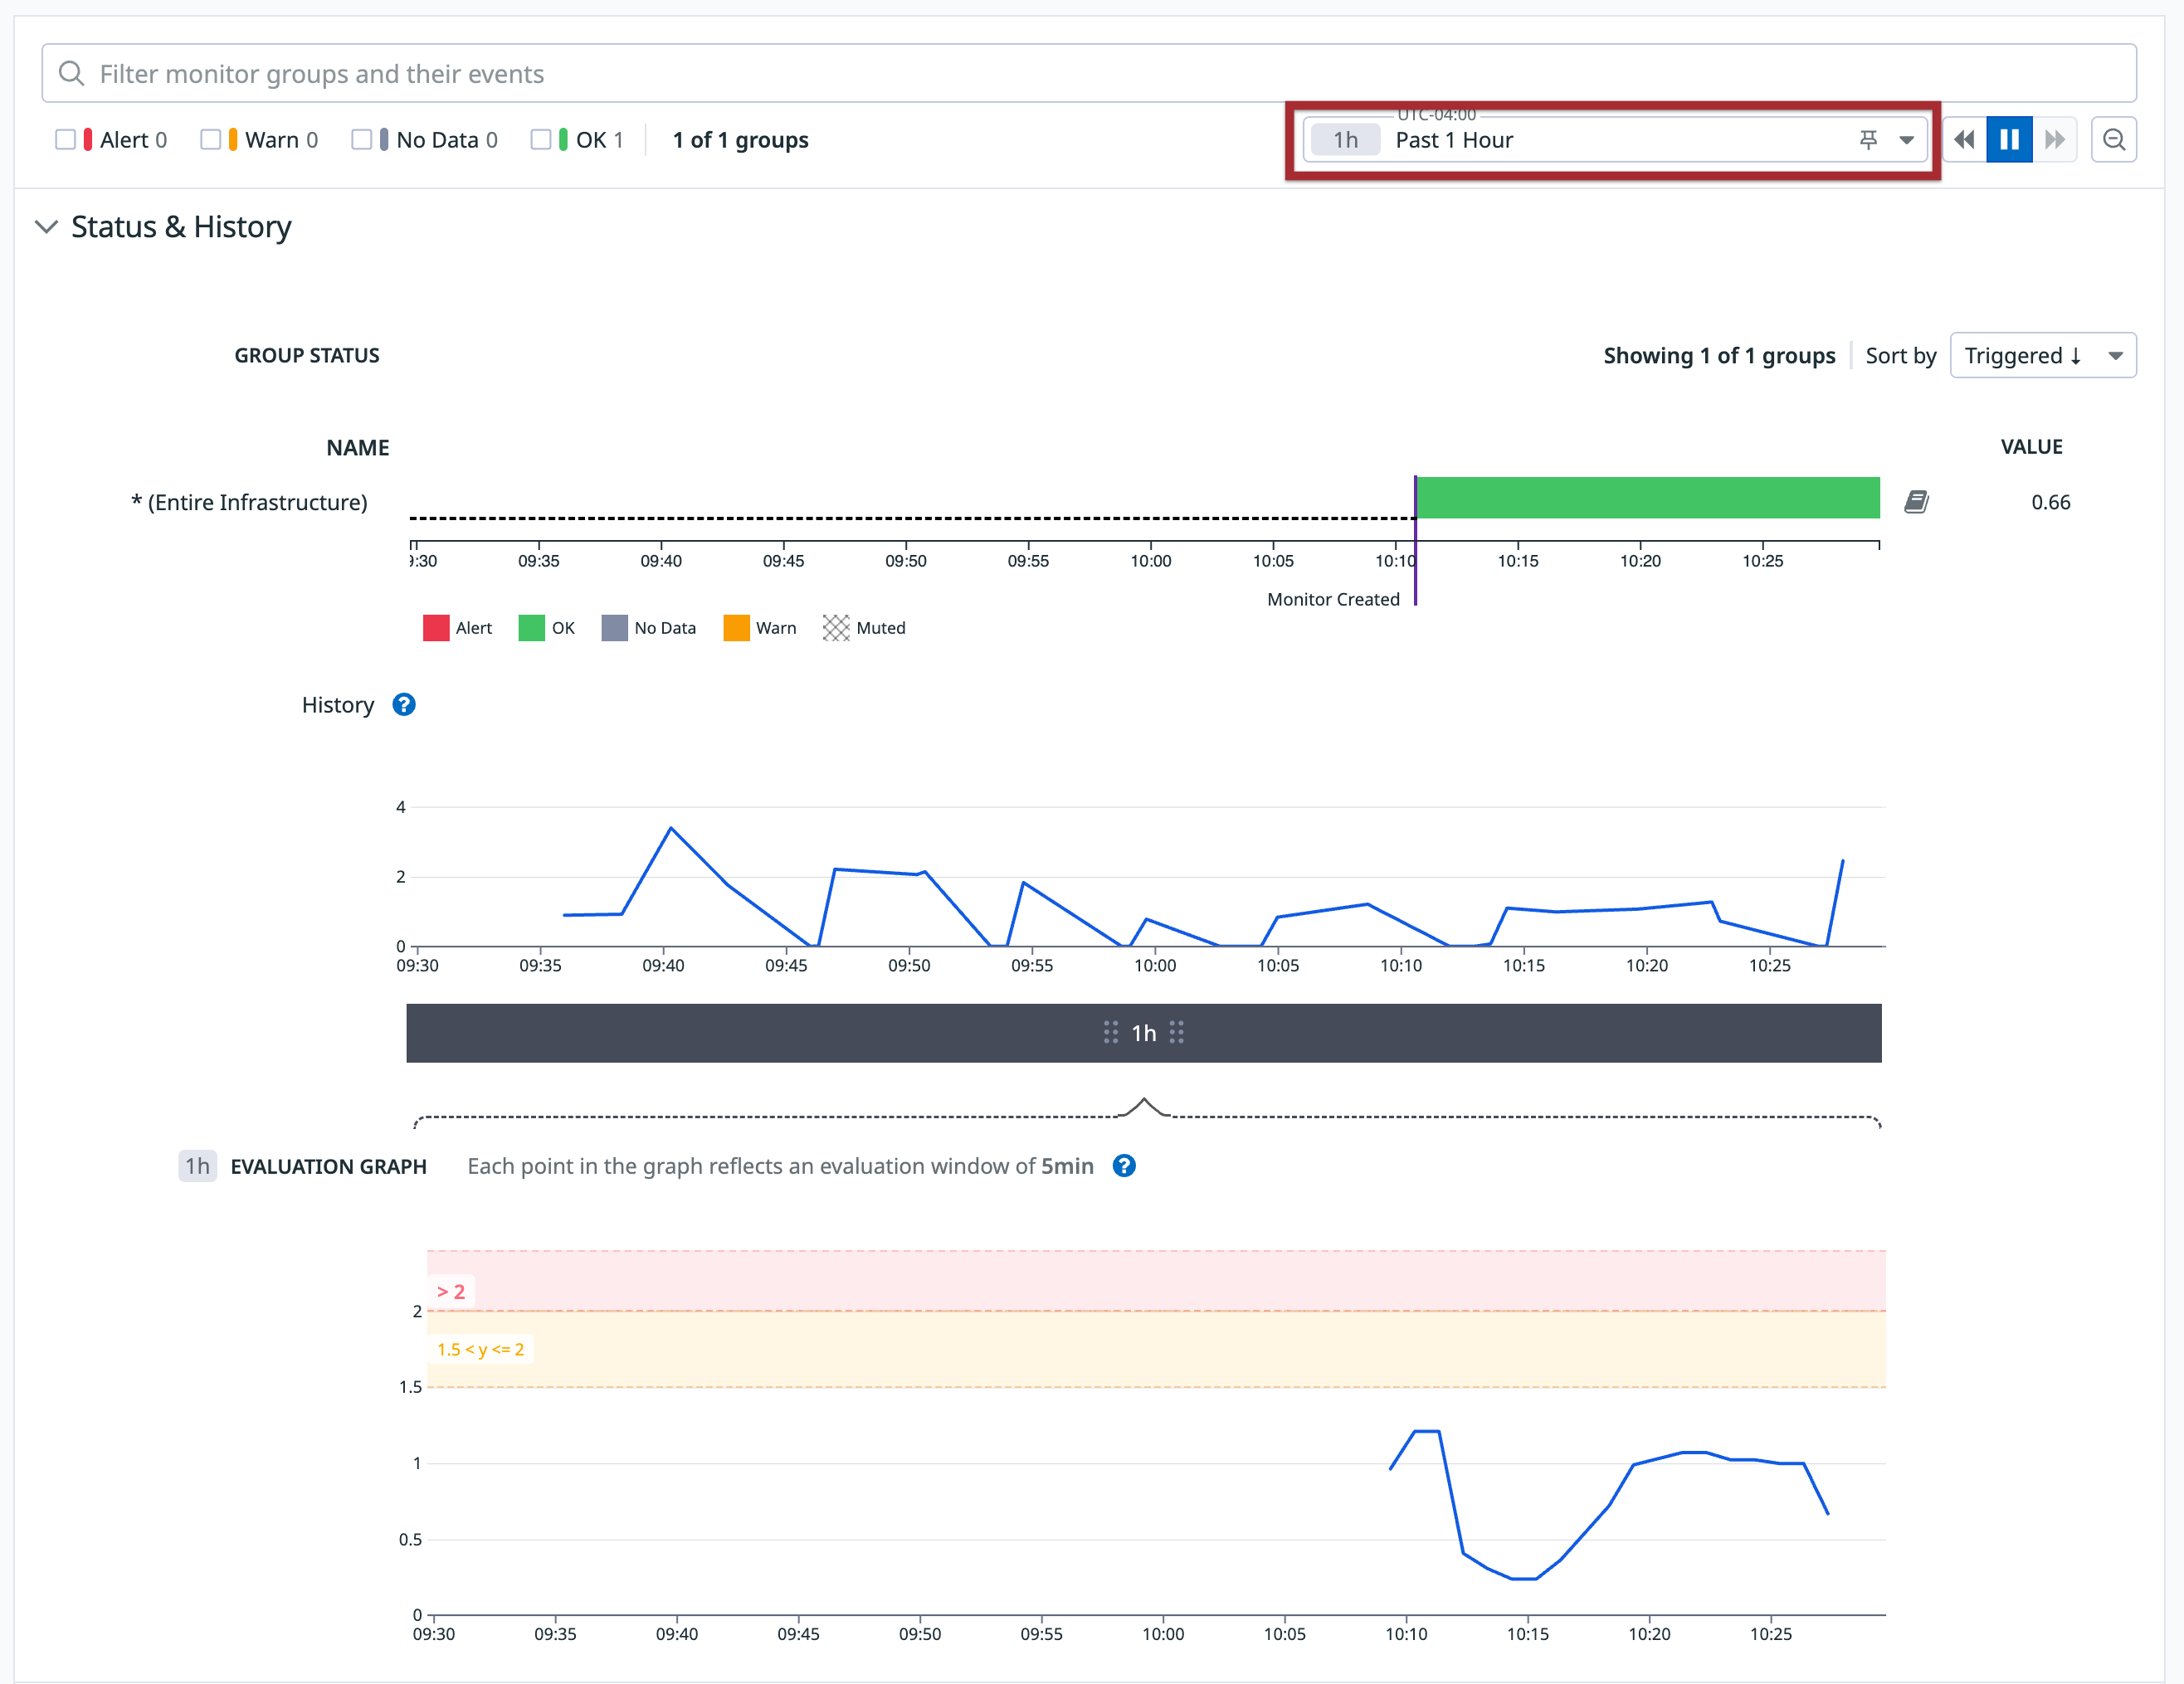 Filter monitor groups and their events
Alert 0 Warn 0 No Data 0 OK 1 1 of 1 groups
UTC-04:00
1h Past 1 Hour
Status & History
GROUP STATUS Showing 1 of 1 groups Sort by Triggered ↓
NAME VALUE
* (Entire Infrastructure) 0.66
09:35 09:40 09:45 09:50 09:55 10:00 10:05 10:10 10:15 10:20 10:25
Monitor Created
Alert OK No Data Warn Muted
History ?
4
2
0
09:30 09:35 09:40 09:45 09:50 09:55 10:00 10:05 10:10 10:15 10:20 10:25
1h
1h EVALUATION GRAPH Each point in the graph reflects an evaluation window of 5min ?
> 2
2
1.5 < y <= 2
1.5
1
0.5
0
09:30 09:35 09:40 09:45 09:50 09:55 10:00 10:05 10:10 10:15 10:20 10:25